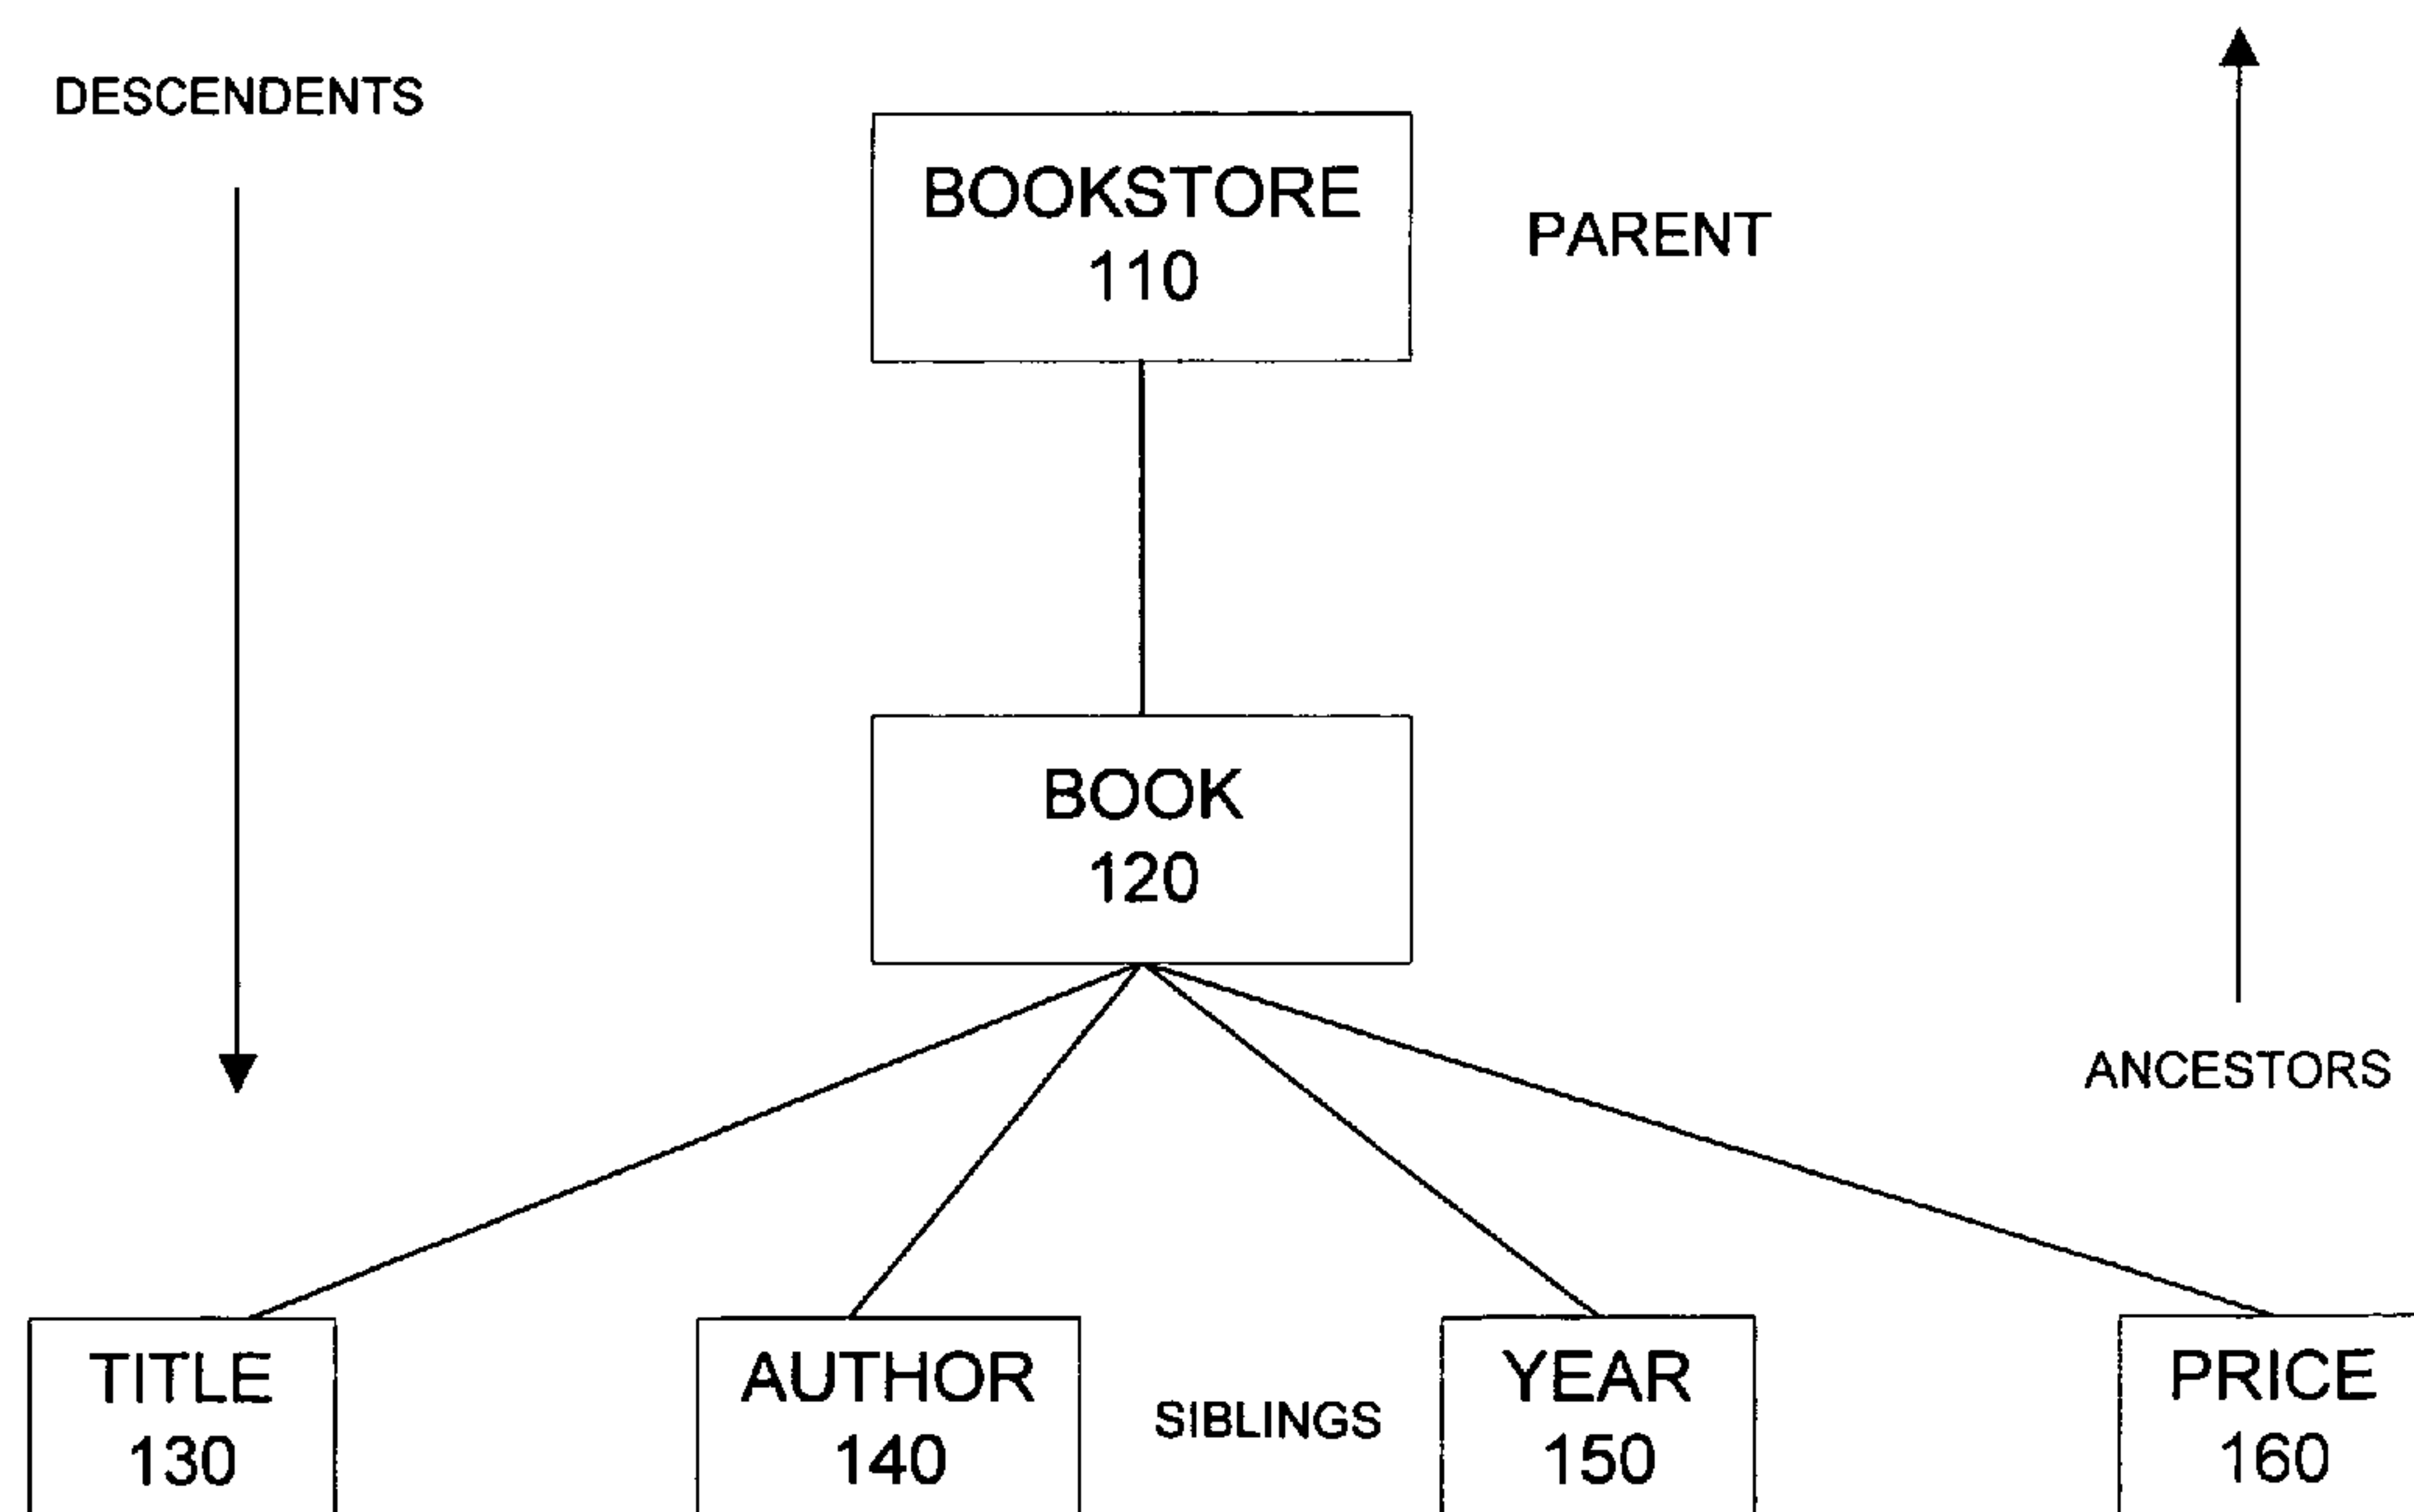 DESCENDENTS
BOOKSTORE
110
PARENT
BOOK
120
ANCESTORS
TITLE
130
AUTHOR
140
SIBLINGS
YEAR
150
PRICE
160